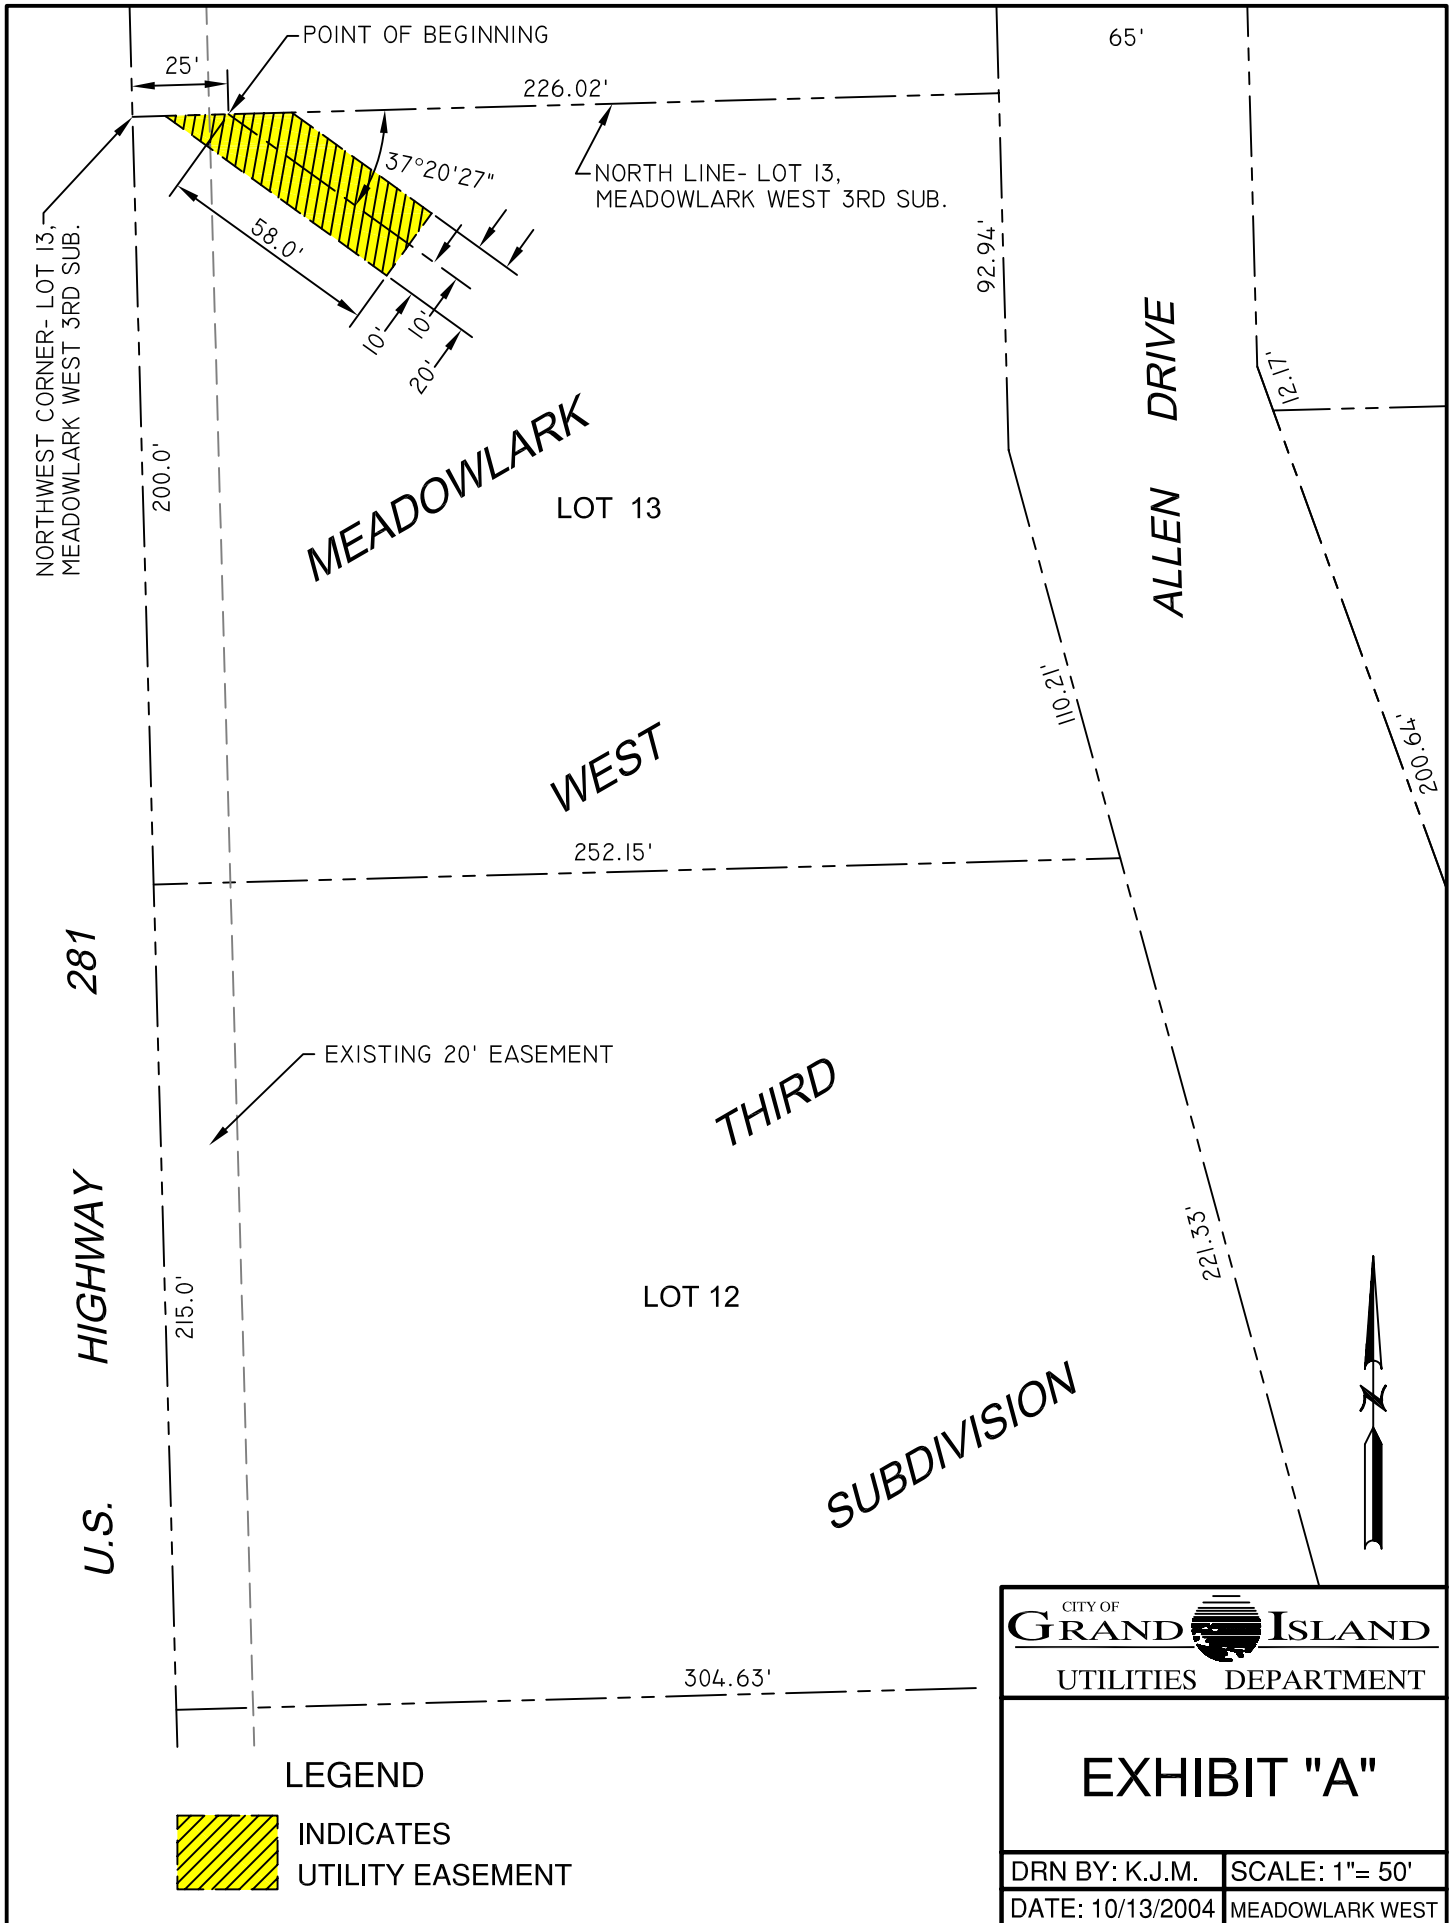 POINT OF BEGINNING
65'
25'
226.02'
37°20'27"
NORTH LINE- LOT 13,
MEADOWLARK WEST 3RD SUB.
NORTHWEST CORNER- LOT 13,
MEADOWLARK WEST 3RD SUB.
58.0'
92.94'
10'
10'
20'
12.17'
ALLEN DRIVE
200.0'
MEADOWLARK
LOT 13
110.21'
200.64'
WEST
252.15'
EXISTING 20' EASEMENT
THIRD
U.S. HIGHWAY 281
215.0'
221.33'
LOT 12
SUBDIVISION
N
304.63'
LEGEND
INDICATES
UTILITY EASEMENT
CITY OF
GRAND ISLAND
UTILITIES DEPARTMENT
EXHIBIT "A"
DRN BY: K.J.M.
SCALE: 1"= 50'
DATE: 10/13/2004
MEADOWLARK WEST